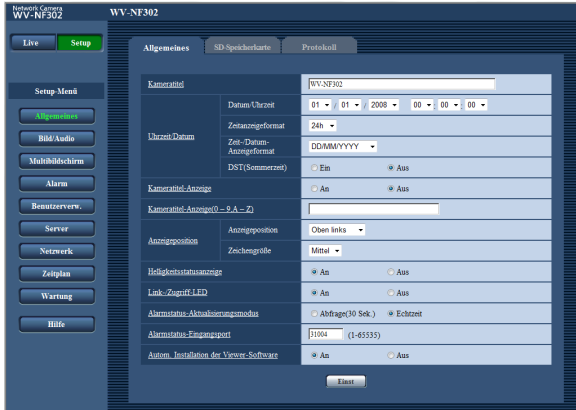 Network Camera
WV-NF302
WV-NF302
Live Setup
Allgemeines SD-Speicherkarte Protokoll
Setup-Menü
Allgemeines
Bild/Audio
Multibildschirm
Alarm
Benutzerverw.
Server
Netzwerk
Zeitplan
Wartung
Hilfe
Kameratitel WV-NF302
Uhrzeit/Datum
Datum/Uhrzeit 01 / 01 / 2008 00 : 00 : 00
Zeitanzeigeformat 24h
Zeit-/Datum-
Anzeigeformat DD/MM/YYYY
DST(Sommerzeit) Ein Aus
Kameratitel-Anzeige An Aus
Kameratitel-Anzeige(0 – 9,A – Z)
Anzeigeposition
Anzeigeposition Oben links
Zeichengröße Mittel
Helligkeitsstatusanzeige An Aus
Link-/Zugriff-LED An Aus
Alarmstatus-Aktualisierungsmodus Abfrage(30 Sek.) Echtzeit
Alarmstatus-Eingangsport 31004 (1-65535)
Autom. Installation der Viewer-Software An Aus
Einst